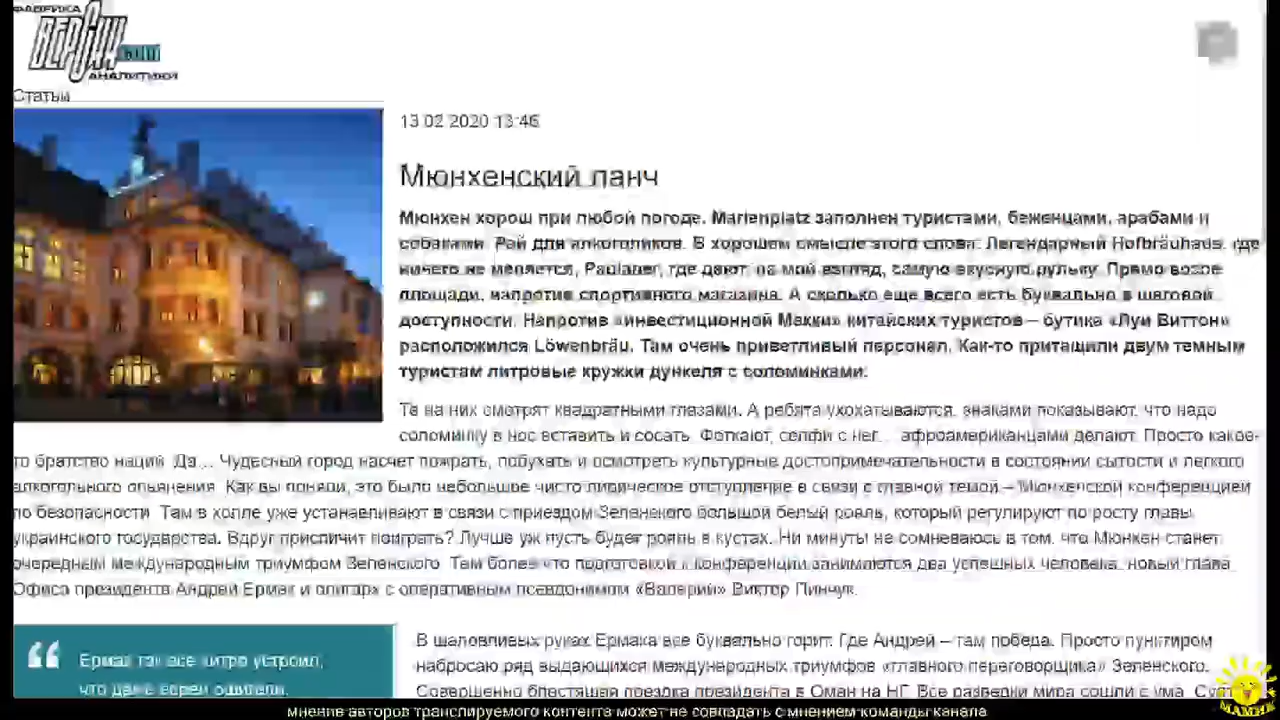 ФАБРИКА
ВЕРСИИ
АНАЛИТИКИ
Статьи
13 02 2020 13:46
Мюнхенский ланч
Мюнхен хорош при любой погоде. Marienplatz заполнен туристами, беженцами, арабами и
собаками. Рай для алкоголиков. В хорошем смысле этого слова. Легендарный Hofbräuhaus, где
ничего не меняется, Paulaner, где дают, на мой взгляд, самую вкусную рульку. Прямо возле
площади, напротив спортивного магазина. А сколько еще всего есть буквально в шаговой
доступности. Напротив «инвестиционной Мекки» китайских туристов – бутика «Луи Виттон»
расположился Löwenbräu. Там очень приветливый персонал. Как-то притащили двум темным
туристам литровые кружки дункеля с соломинками.
Те на них смотрят квадратными глазами. А ребята ухохатываются, знаками показывают, что надо
соломинку в нос вставить и сосать. Фоткают, селфи с нег... афроамериканцами делают. Просто какое-
то братство наций. Да... Чудесный город насчет пожрать, побухать и осмотреть культурные достопримечательности в состоянии сытости и легкого
алкогольного опьянения. Как вы поняли, это было небольшое чисто лирическое отступление в связи с главной темой – Мюнхенской конференцией
по безопасности. Там в холле уже устанавливают в связи с приездом Зеленского большой белый рояль, который регулируют по росту главы
украинского государства. Вдруг приспичит поиграть? Лучше уж пусть будет рояль в кустах. Ни минуты не сомневаюсь в том, что Мюнхен станет
очередным международным триумфом Зеленского. Тем более что подготовкой к конференции занимаются два успешных человека: новый глава
Офиса президента Андрей Ермак и олигарх с оперативным псевдонимом «Валерий» Виктор Пинчук.
В шаловливых руках Ермака все буквально горит. Где Андрей – там победа. Просто пунктиром
набросаю ряд выдающихся международных триумфов «главного переговорщика» Зеленского.
Совершенно блестящая поездка президента в Оман на НГ. Все разведки мира сошли с ума.
Ермак так все хитро устроил,
что даже евреи ошалели.
МАМИК
мнение авторов транслируемого контента может не совпадать с мнением команды канала